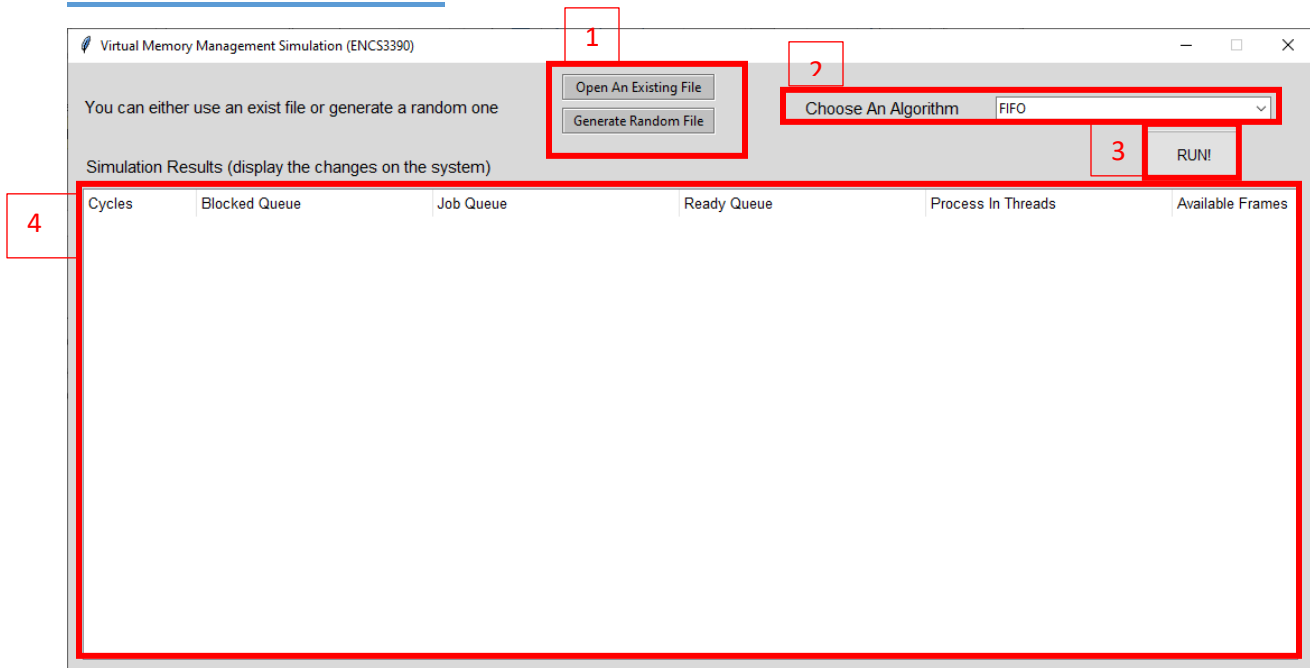 1
Virtual Memory Management Simulation (ENCS3390)
2
Open An Existing File
You can either use an exist file or generate a random one
Choose An Algorithm FIFO
Generate Random File
3
RUN!
Simulation Results (display the changes on the system)
4
Cycles Blocked Queue Job Queue Ready Queue Process In Threads Available Frames